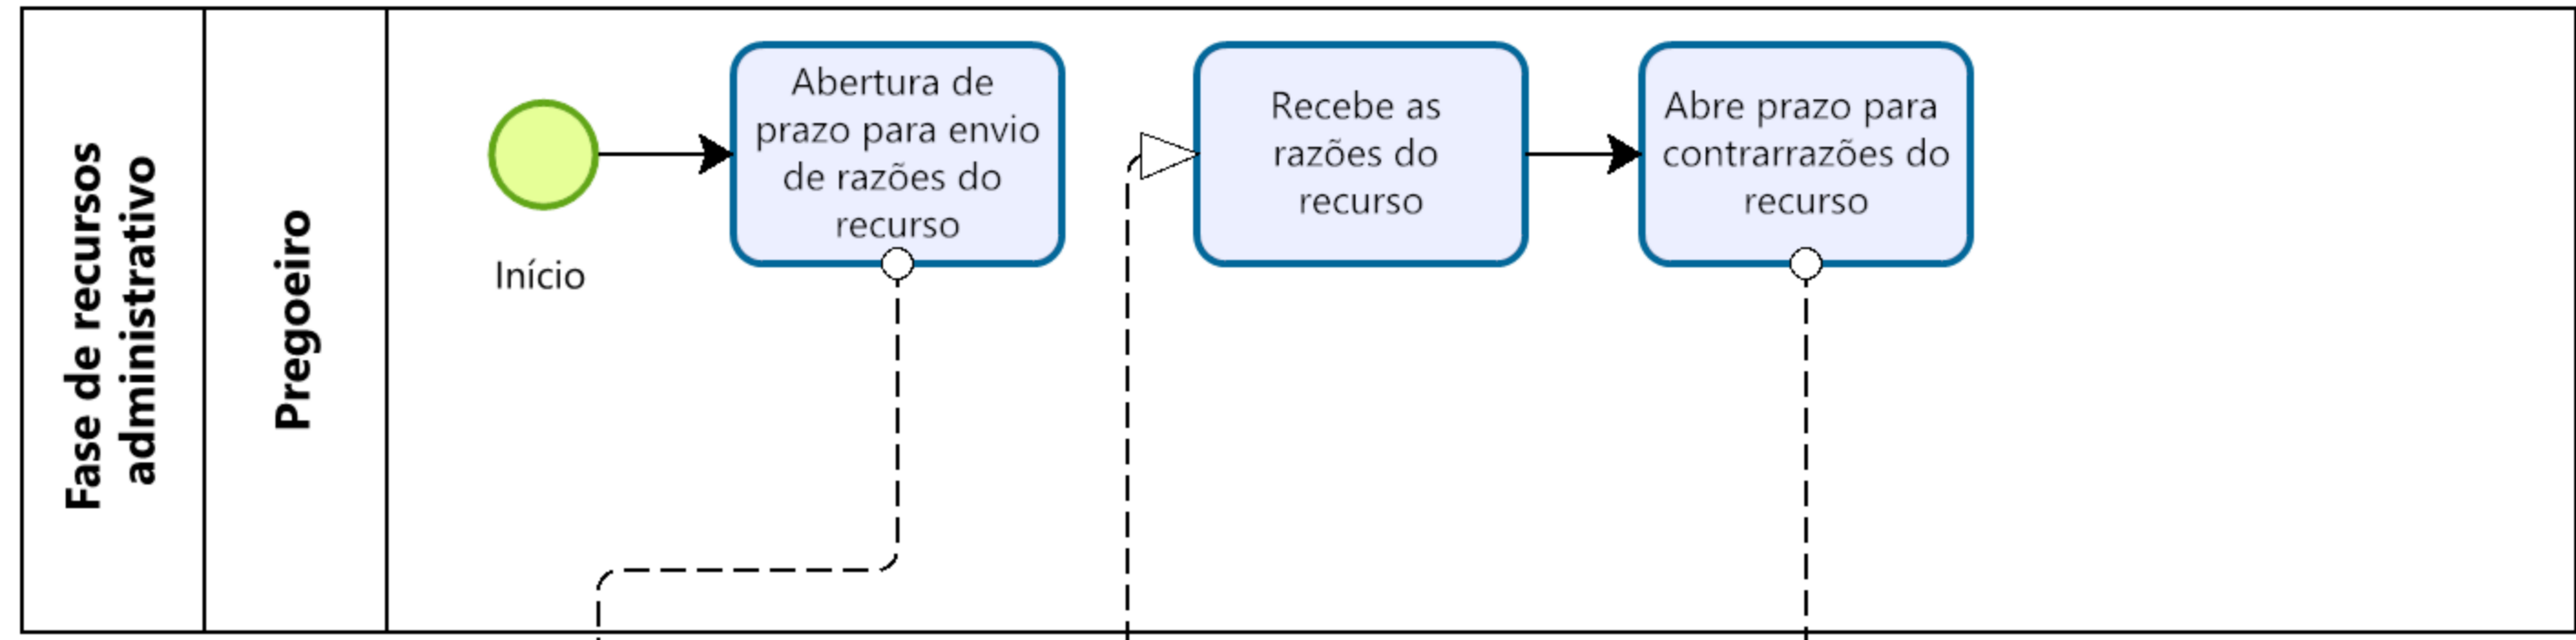 Fase de recursos
administrativo
Pregoeiro
Início
Abertura de
prazo para envio
de razões do
recurso
Recebe as
razões do
recurso
Abre prazo para
contrarrazões do
recurso